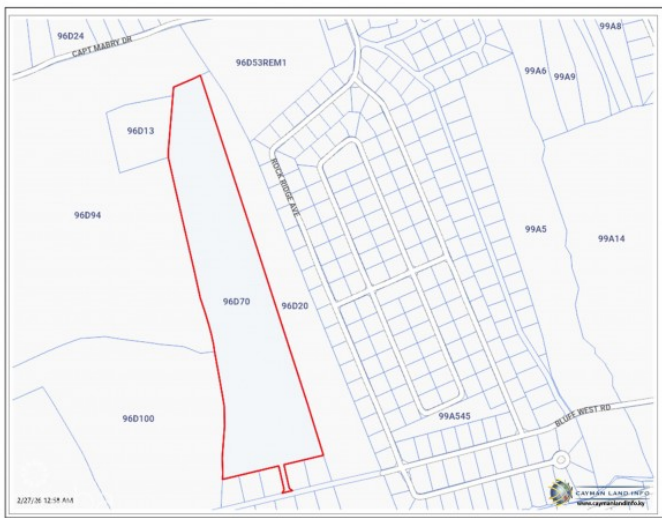 96D24
CAPT MABRY DR
96D53REM1
99A8
99A6
99A9
96D13
ROCK RIDGE AVE
96D94
99A5
99A14
96D70
96D20
96D100
99A545
BLUFF WEST RD
2/27/26 12:58 AM
CAYMAN LAND INFO
www.caymanlandinfo.ky